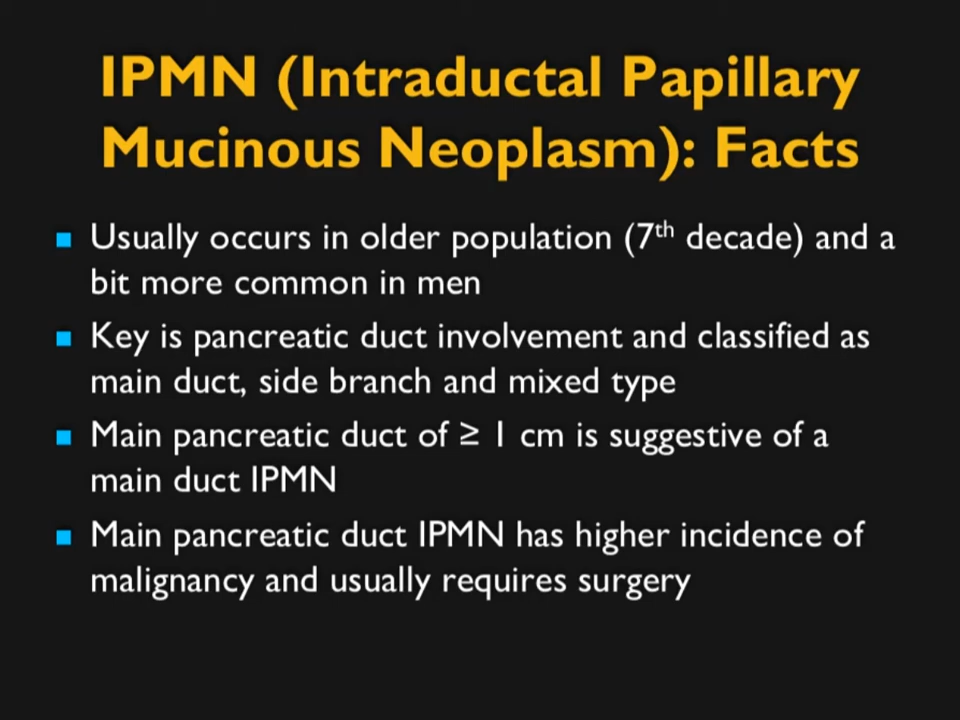 IPMN (Intraductal Papillary
Mucinous Neoplasm): Facts
■ Usually occurs in older population (7th decade) and a
bit more common in men
■ Key is pancreatic duct involvement and classified as
main duct, side branch and mixed type
■ Main pancreatic duct of ≥ 1 cm is suggestive of a
main duct IPMN
■ Main pancreatic duct IPMN has higher incidence of
malignancy and usually requires surgery